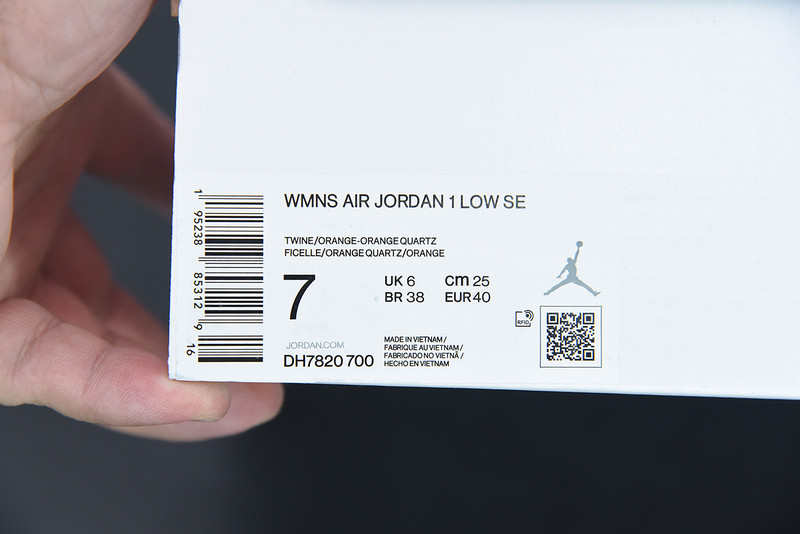 WMNS AIR JORDAN 1 LOW SE
TWINE/ORANGE-ORANGE QUARTZ
FICELLE/ORANGE QUARTZ/ORANGE
7
UK 6 cm 25
BR 38 EUR 40
JORDAN.COM
DH7820 700
MADE IN VIETNAM /
FABRIQUE AU VIETNAM /
FABRICADO NO VIETNÃ /
HECHO EN VIETNAM
RFID
1 95238 85312 9 16